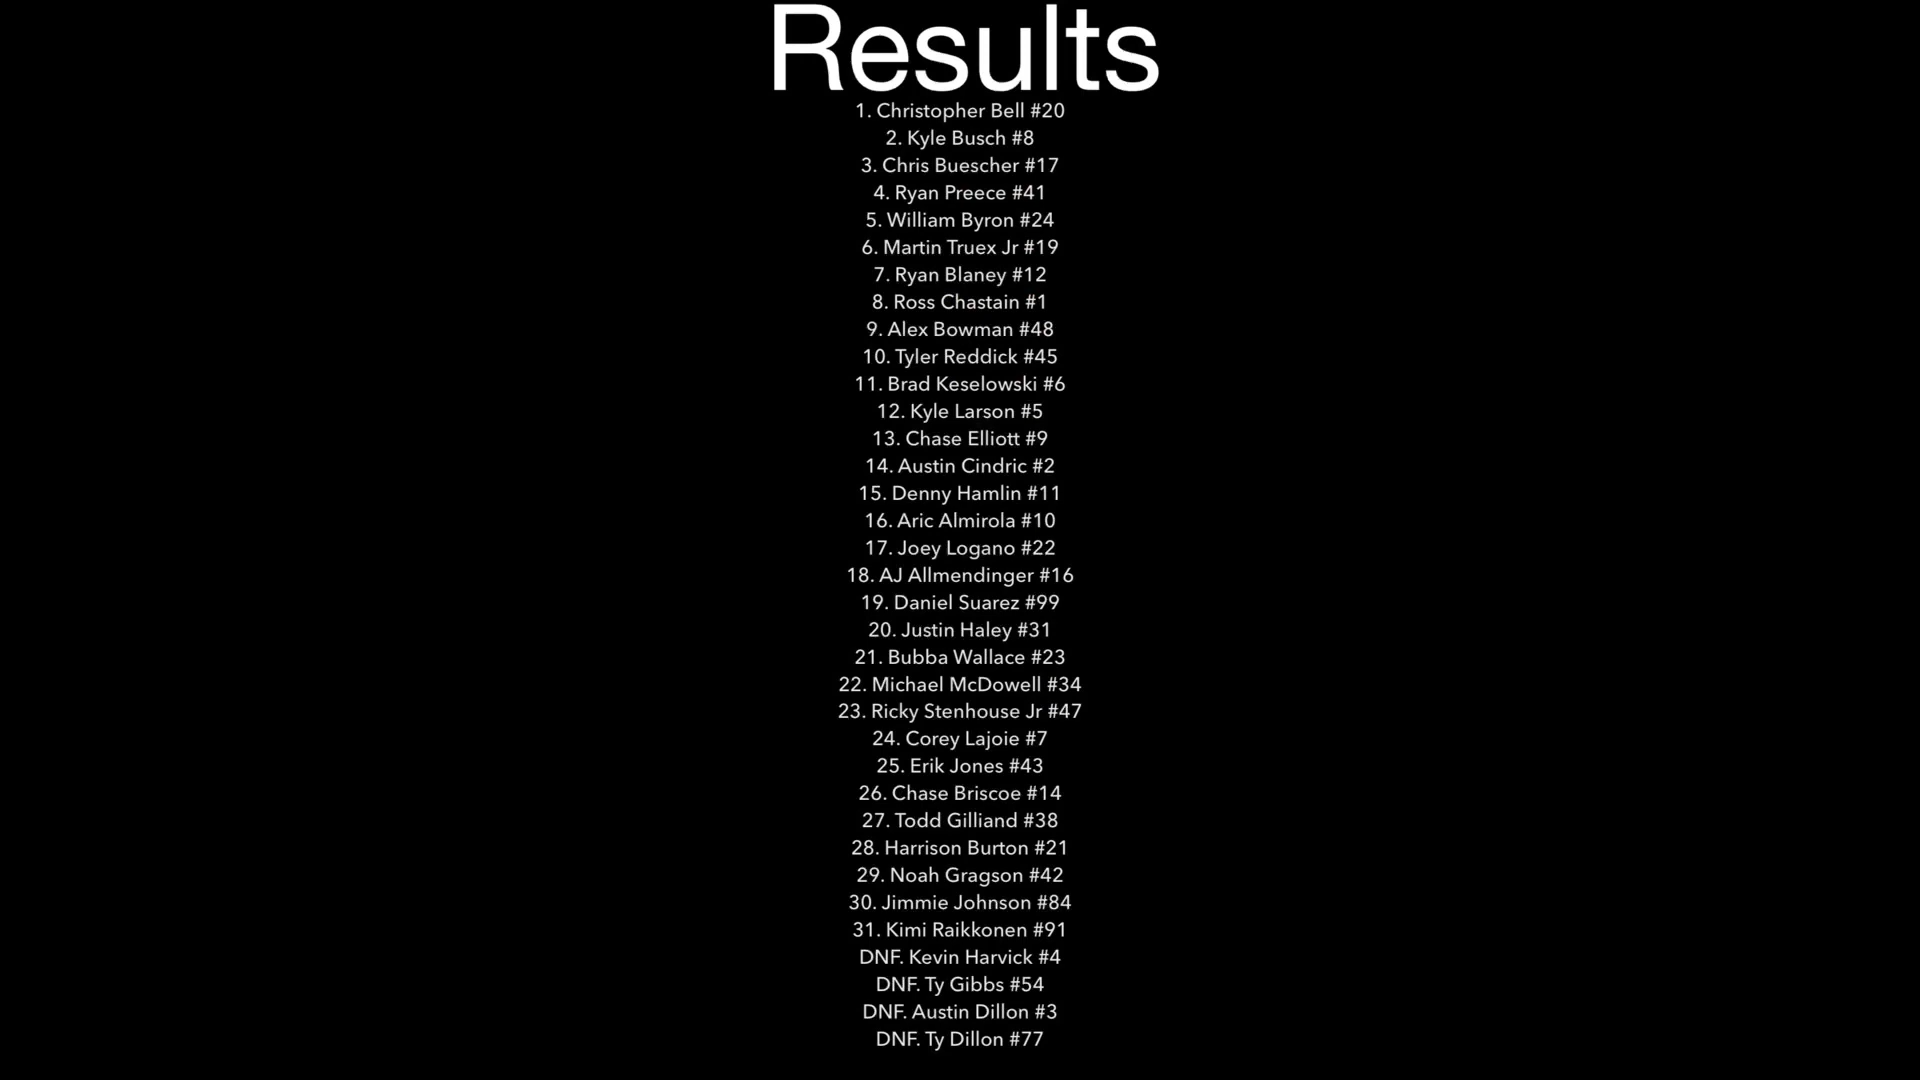 Results
1. Christopher Bell #20
2. Kyle Busch #8
3. Chris Buescher #17
4. Ryan Preece #41
5. William Byron #24
6. Martin Truex Jr #19
7. Ryan Blaney #12
8. Ross Chastain #1
9. Alex Bowman #48
10. Tyler Reddick #45
11. Brad Keselowski #6
12. Kyle Larson #5
13. Chase Elliott #9
14. Austin Cindric #2
15. Denny Hamlin #11
16. Aric Almirola #10
17. Joey Logano #22
18. AJ Allmendinger #16
19. Daniel Suarez #99
20. Justin Haley #31
21. Bubba Wallace #23
22. Michael McDowell #34
23. Ricky Stenhouse Jr #47
24. Corey Lajoie #7
25. Erik Jones #43
26. Chase Briscoe #14
27. Todd Gilliand #38
28. Harrison Burton #21
29. Noah Gragson #42
30. Jimmie Johnson #84
31. Kimi Raikkonen #91
DNF. Kevin Harvick #4
DNF. Ty Gibbs #54
DNF. Austin Dillon #3
DNF. Ty Dillon #77